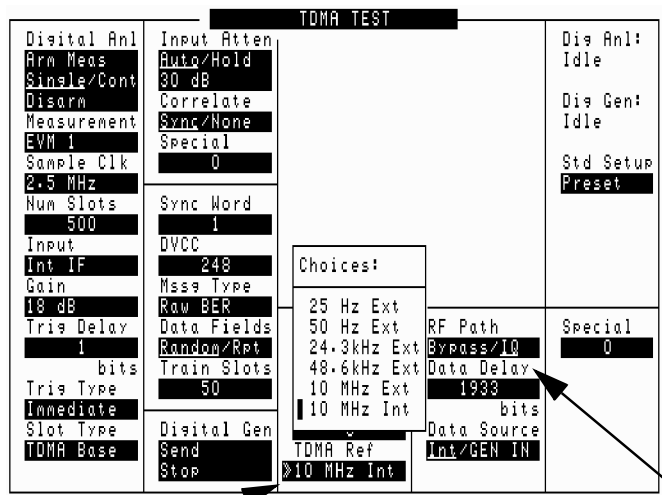 TDMA TEST
Digital Anl
Arm Meas
Single/Cont
Disarm
Measurement
EVM 1
Sample Clk
2.5 MHz
Num Slots
500
Input
Int IF
Gain
18 dB
Trig Delay
1
bits
Trig Type
Immediate
Slot Type
TDMA Base
Input Atten
Auto/Hold
30 dB
Correlate
Sync/None
Special
0
Sync Word
1
DVCC
248
Mssg Type
Raw BER
Data Fields
Random/Rpt
Train Slots
50
Digital Gen
Send
Stop
Choices:
25 Hz Ext
50 Hz Ext
24.3kHz Ext
48.6kHz Ext
10 MHz Ext
10 MHz Int
TDMA Ref
»10 MHz Int
RF Path
Bypass/IQ
Data Delay
1933
bits
Data Source
Int/GEN IN
Dig Anl:
Idle
Dig Gen:
Idle
Std Setup
Preset
Special
0